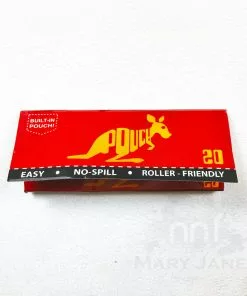 BUILT-IN
POUCH!
POUCH
20
EASY • NO-SPILL • ROLLER - FRIENDLY
MARY JANE